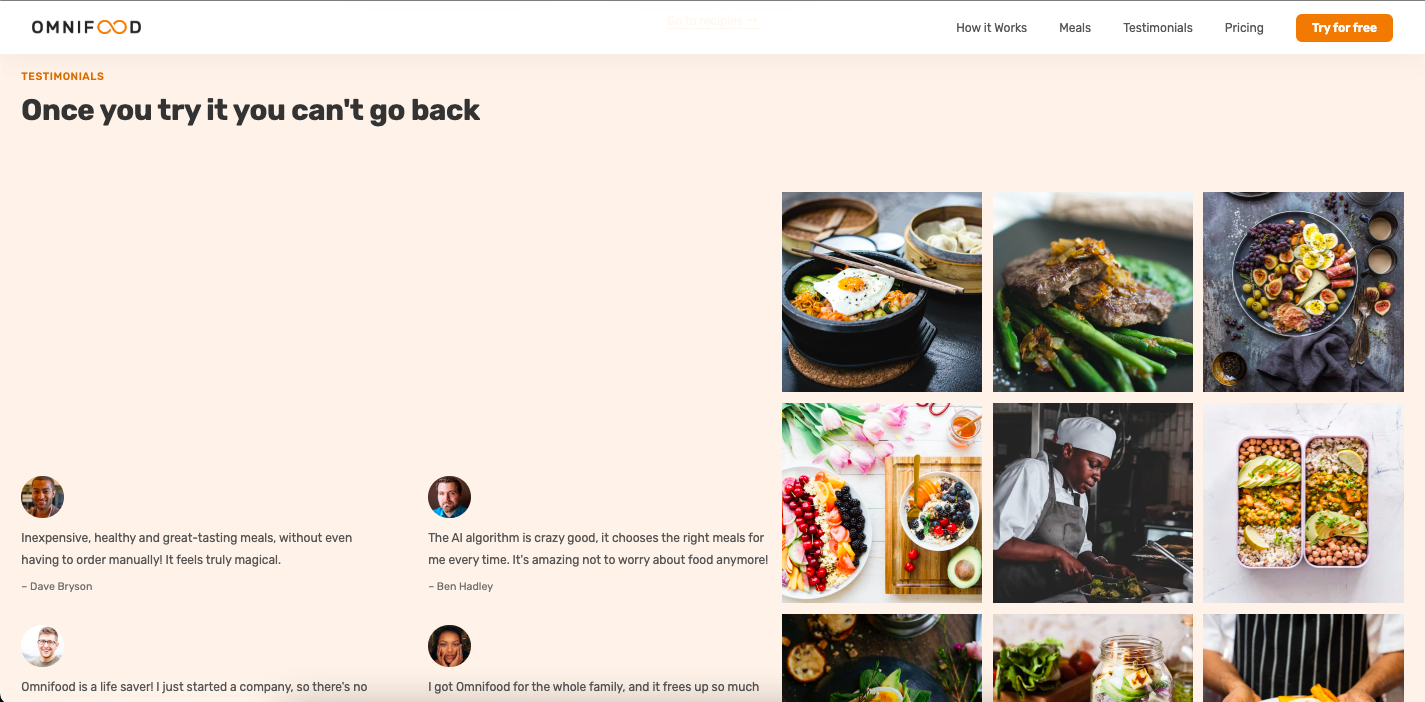 OMNIFOOD
Go to recipies →
How it Works
Meals
Testimonials
Pricing
Try for free
TESTIMONIALS
Once you try it you can't go back
Inexpensive, healthy and great-tasting meals, without even
having to order manually! It feels truly magical.
– Dave Bryson
The AI algorithm is crazy good, it chooses the right meals for
me every time. It's amazing not to worry about food anymore!
– Ben Hadley
Omnifood is a life saver! I just started a company, so there's no
I got Omnifood for the whole family, and it frees up so much